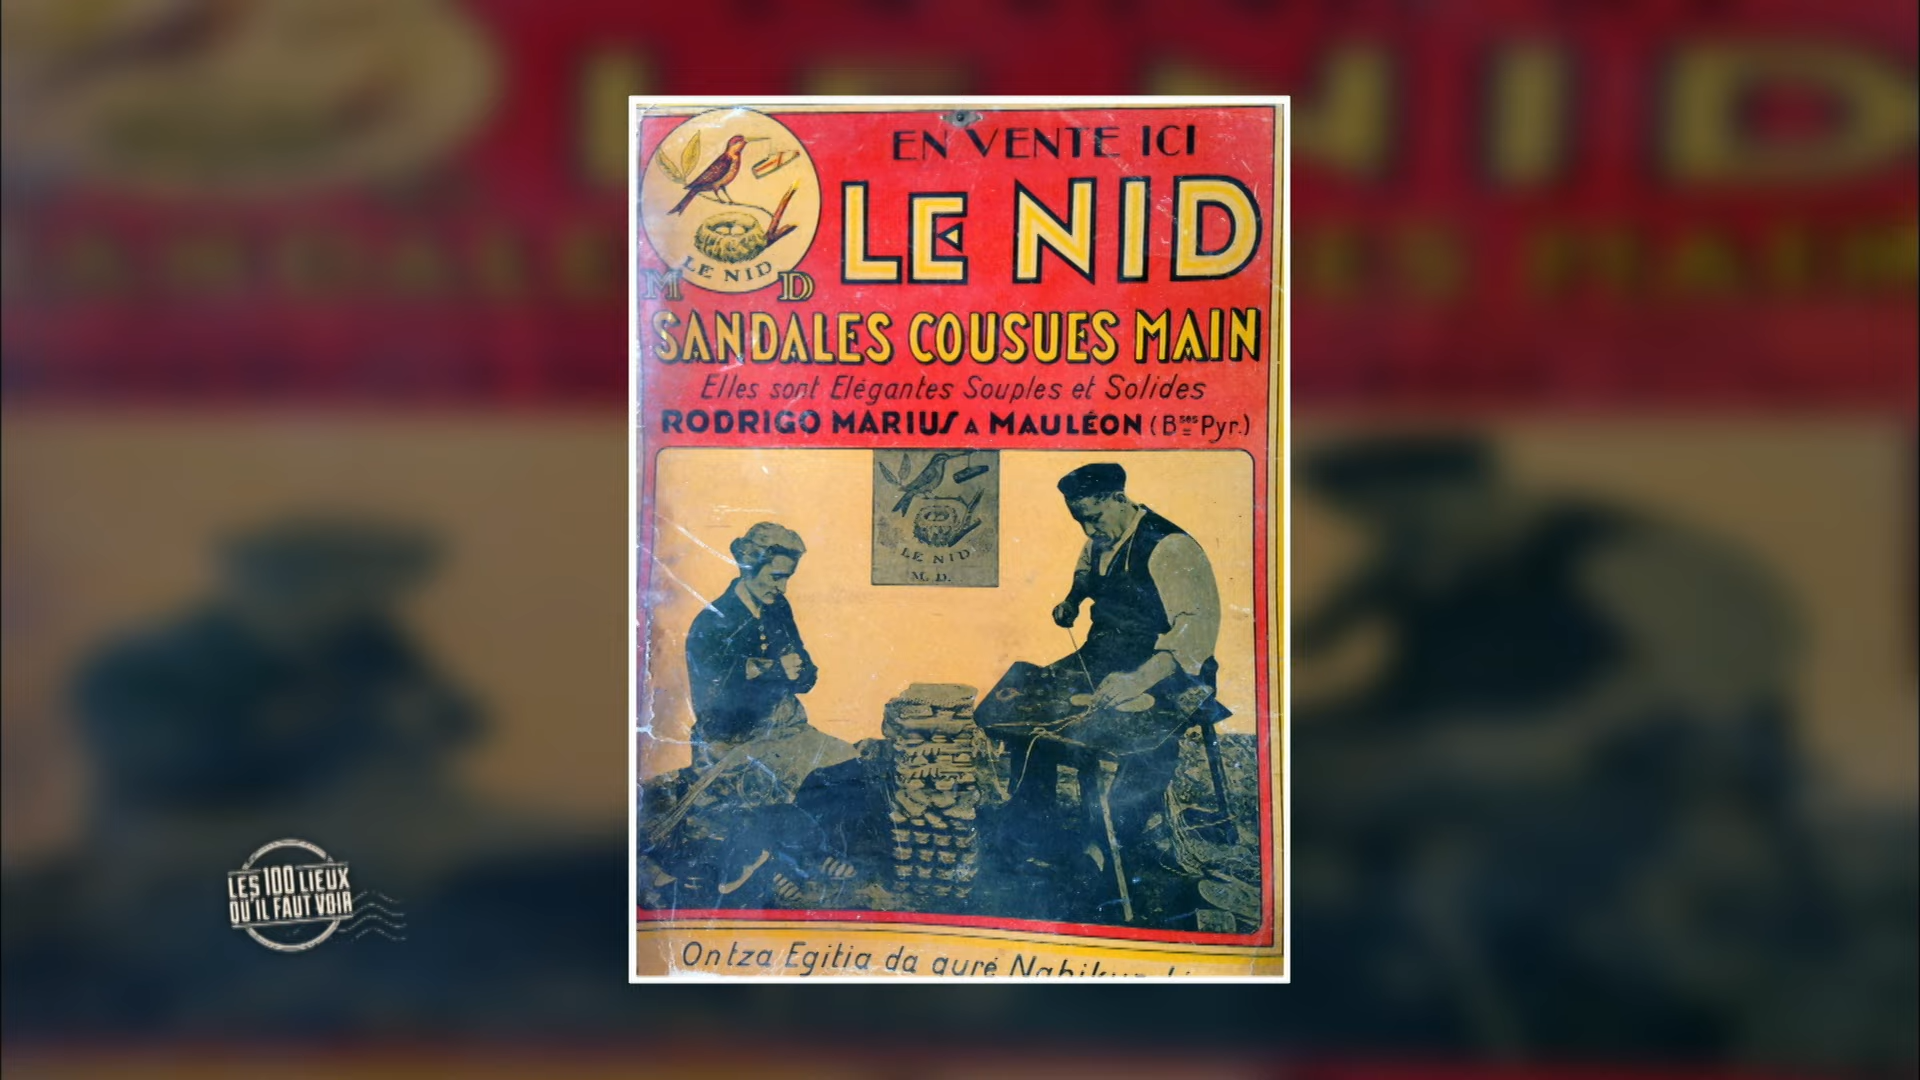 EN VENTE ICI
LE NID
LE NID
M D
SANDALES COUSUES MAIN
Elles sont Elégantes Souples et Solides
RODRIGO MARIUS A MAULÉON (Bses Pyr.)
LE NID
M. D.
Ontza Egitia da guré
LES 100 LIEUX
QU'IL FAUT VOIR